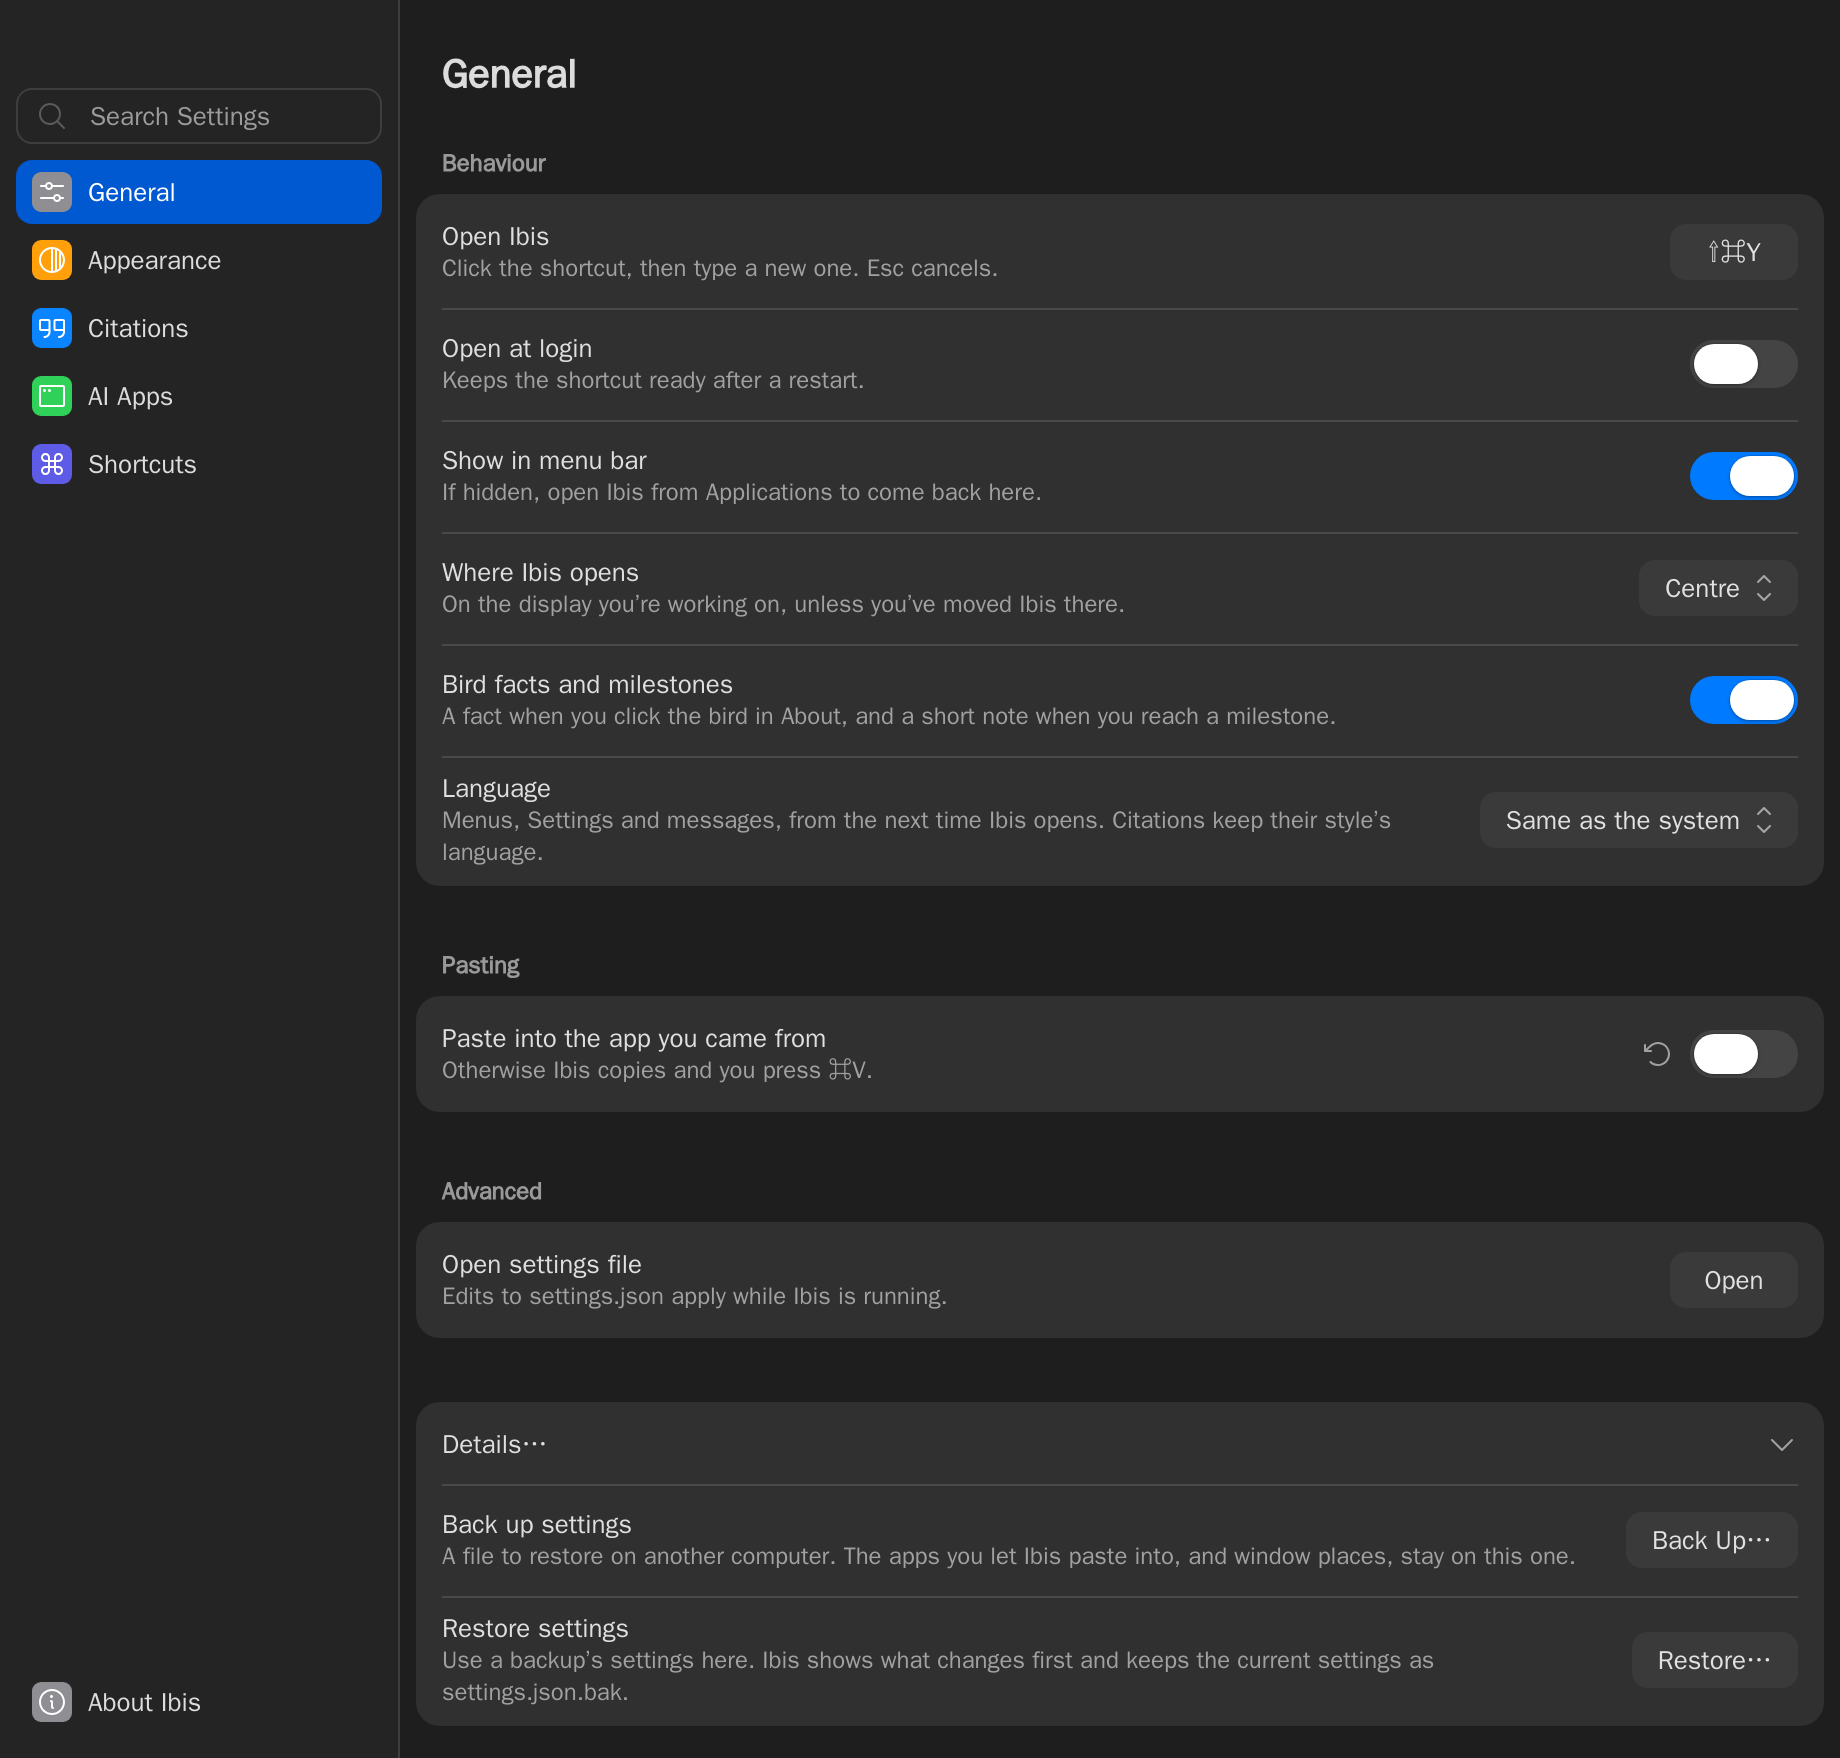 General
Search Settings
General
Appearance
Citations
AI Apps
Shortcuts
About Ibis
Behaviour
Open Ibis
Click the shortcut, then type a new one. Esc cancels.
⇧⌘Y
Open at login
Keeps the shortcut ready after a restart.
Show in menu bar
If hidden, open Ibis from Applications to come back here.
Where Ibis opens
On the display you’re working on, unless you’ve moved Ibis there.
Centre
Bird facts and milestones
A fact when you click the bird in About, and a short note when you reach a milestone.
Language
Menus, Settings and messages, from the next time Ibis opens. Citations keep their style’s
language.
Same as the system
Pasting
Paste into the app you came from
Otherwise Ibis copies and you press ⌘V.
Advanced
Open settings file
Edits to settings.json apply while Ibis is running.
Open
Details…
Back up settings
A file to restore on another computer. The apps you let Ibis paste into, and window places, stay on this one.
Back Up…
Restore settings
Use a backup’s settings here. Ibis shows what changes first and keeps the current settings as
settings.json.bak.
Restore…